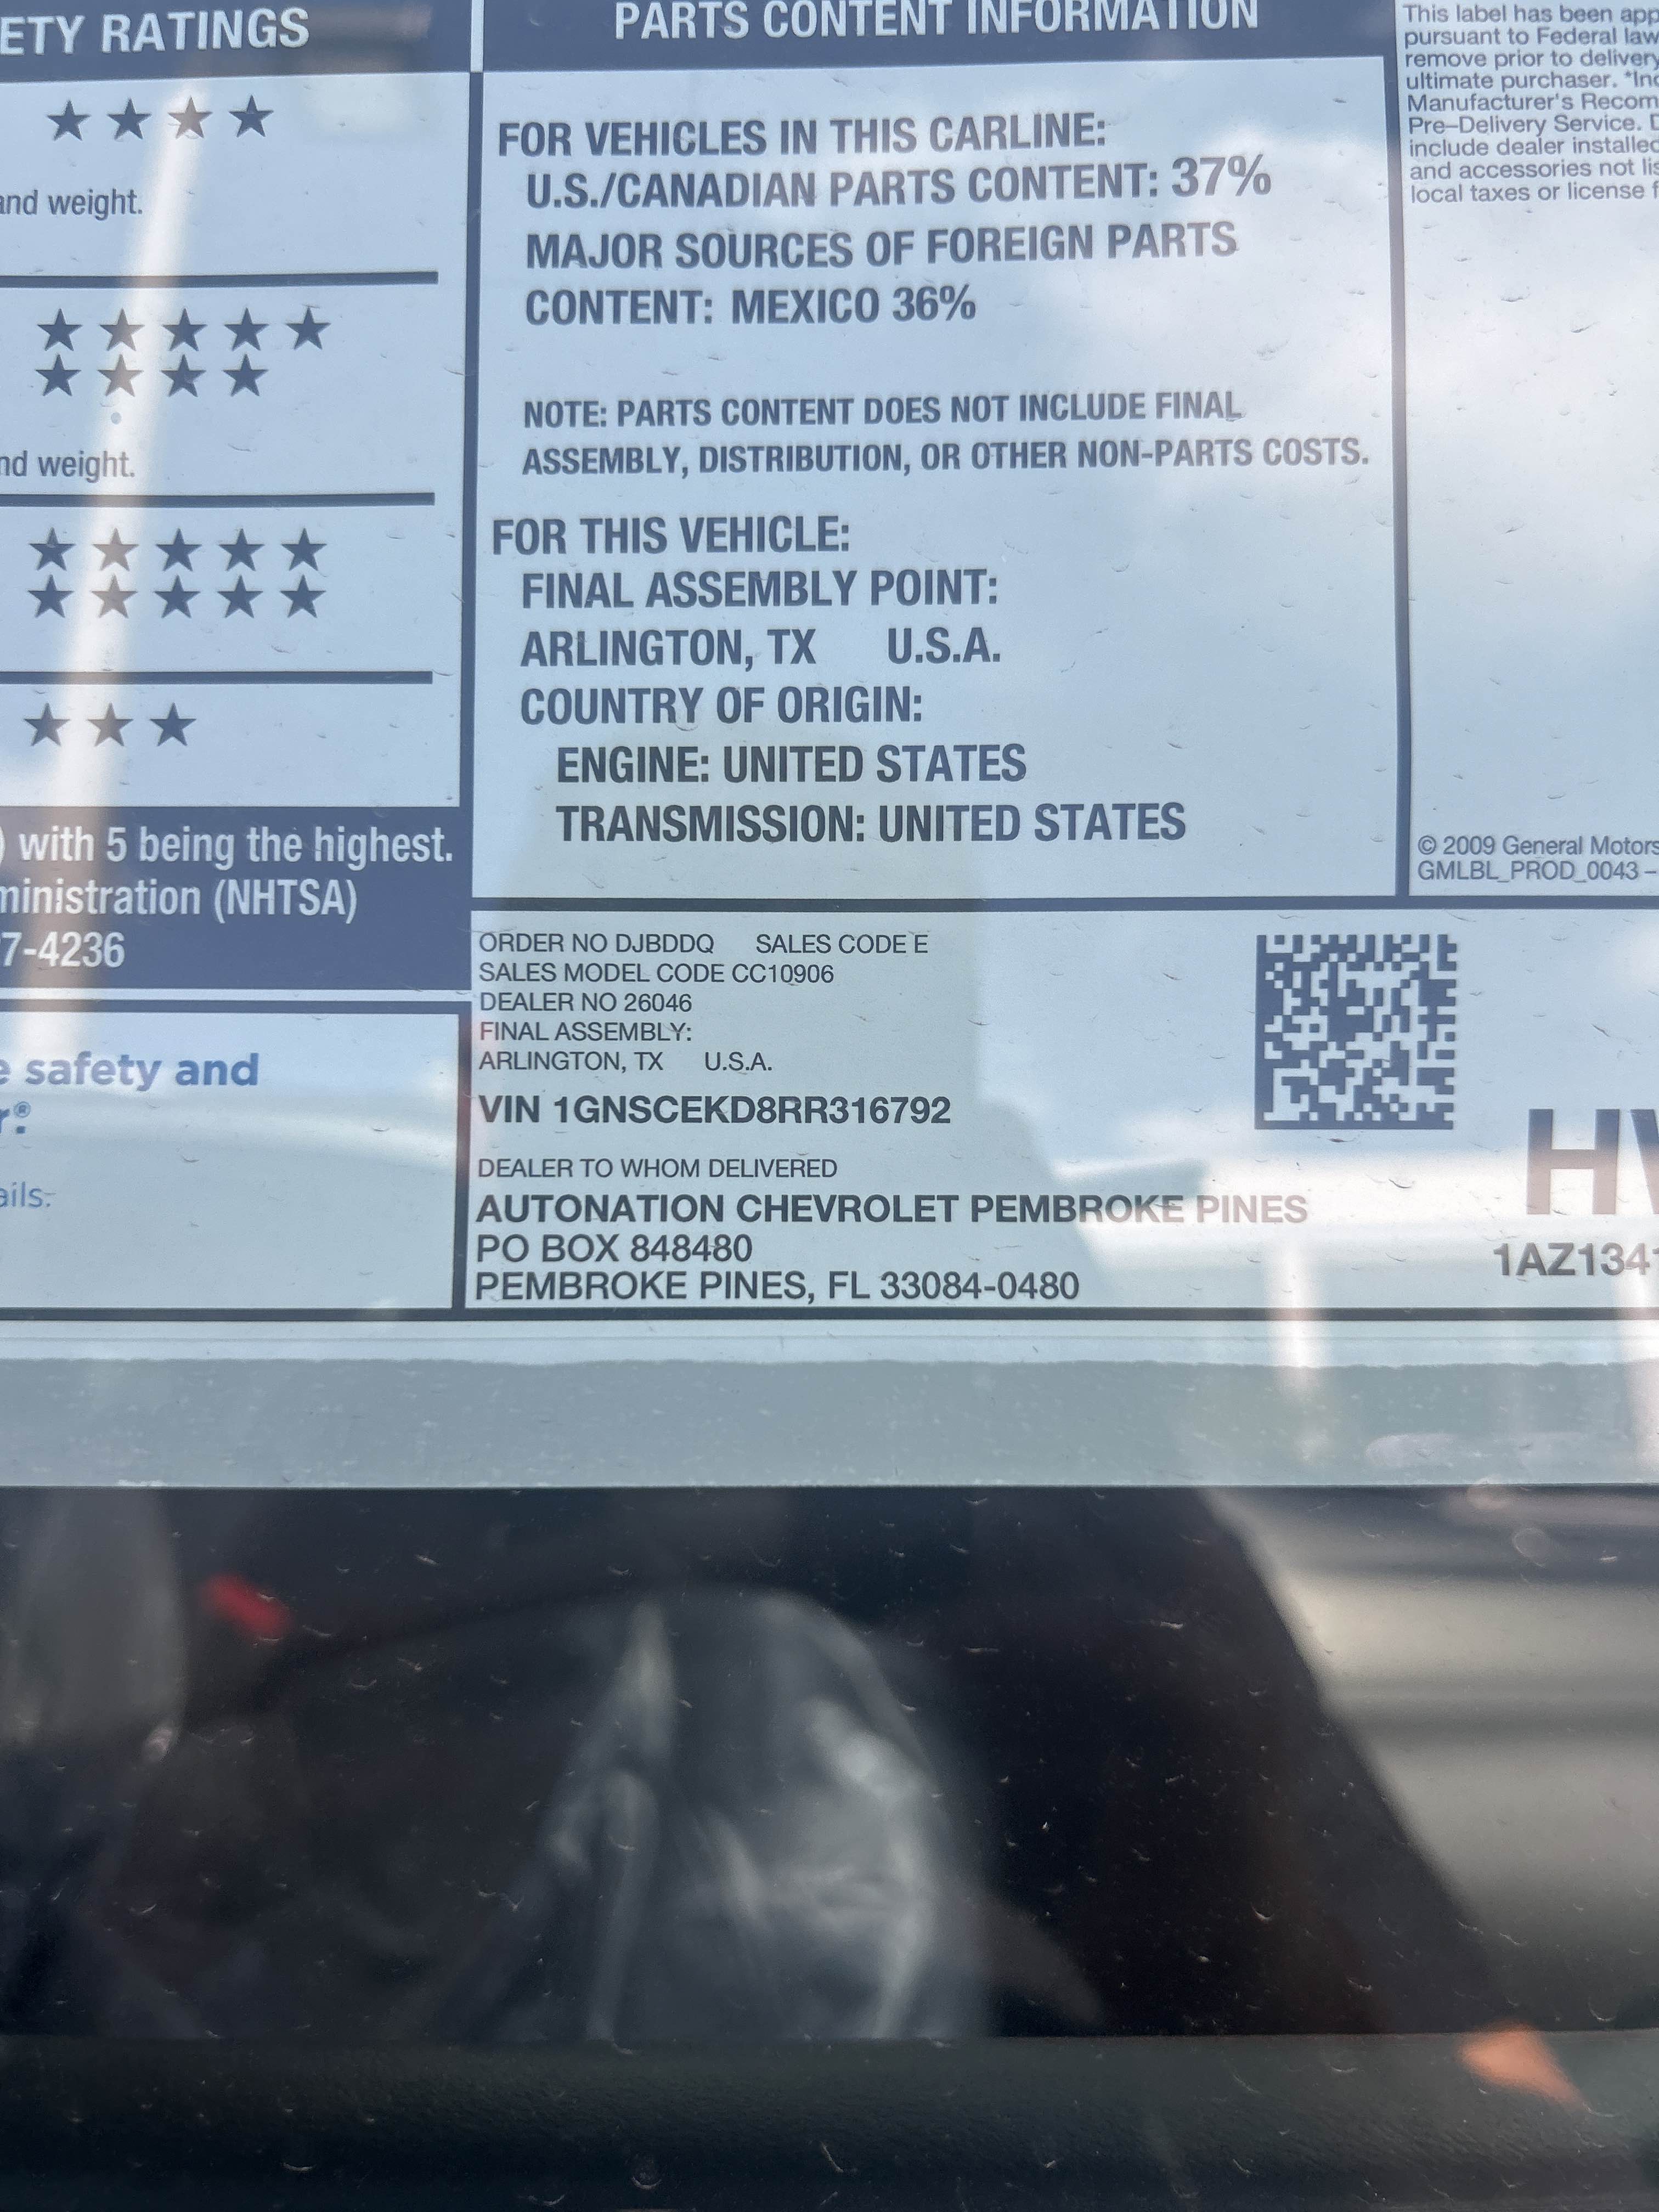 ETY RATINGS
★ ★ ★ ★
and weight.
★ ★ ★ ★ ★
★ ★ ★ ★
nd weight.
★ ★ ★ ★ ★
★ ★ ★ ★ ★
★ ★ ★
) with 5 being the highest.
ministration (NHTSA)
7-4236
e safety and
r.®
ails.
PARTS CONTENT INFORMATION
FOR VEHICLES IN THIS CARLINE:
U.S./CANADIAN PARTS CONTENT: 37%
MAJOR SOURCES OF FOREIGN PARTS
CONTENT: MEXICO 36%
NOTE: PARTS CONTENT DOES NOT INCLUDE FINAL
ASSEMBLY, DISTRIBUTION, OR OTHER NON-PARTS COSTS.
FOR THIS VEHICLE:
FINAL ASSEMBLY POINT:
ARLINGTON, TX U.S.A.
COUNTRY OF ORIGIN:
ENGINE: UNITED STATES
TRANSMISSION: UNITED STATES
This label has been app
pursuant to Federal law
remove prior to delivery
ultimate purchaser. *Inc
Manufacturer's Recom
Pre-Delivery Service. D
include dealer installed
and accessories not lis
local taxes or license f
© 2009 General Motors
GMLBL_PROD_0043 –
ORDER NO DJBDDQ SALES CODE E
SALES MODEL CODE CC10906
DEALER NO 26046
FINAL ASSEMBLY:
ARLINGTON, TX U.S.A.
VIN 1GNSCEKD8RR316792
DEALER TO WHOM DELIVERED
AUTONATION CHEVROLET PEMBROKE PINES
PO BOX 848480
PEMBROKE PINES, FL 33084-0480
HV
1AZ134